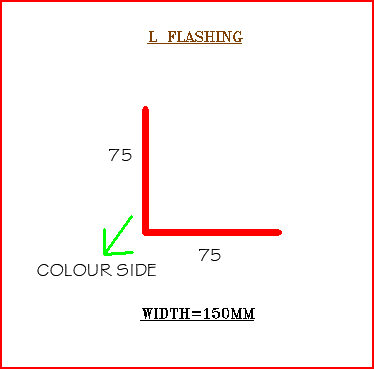 L FLASHING
75
75
COLOUR SIDE
WIDTH=150MM